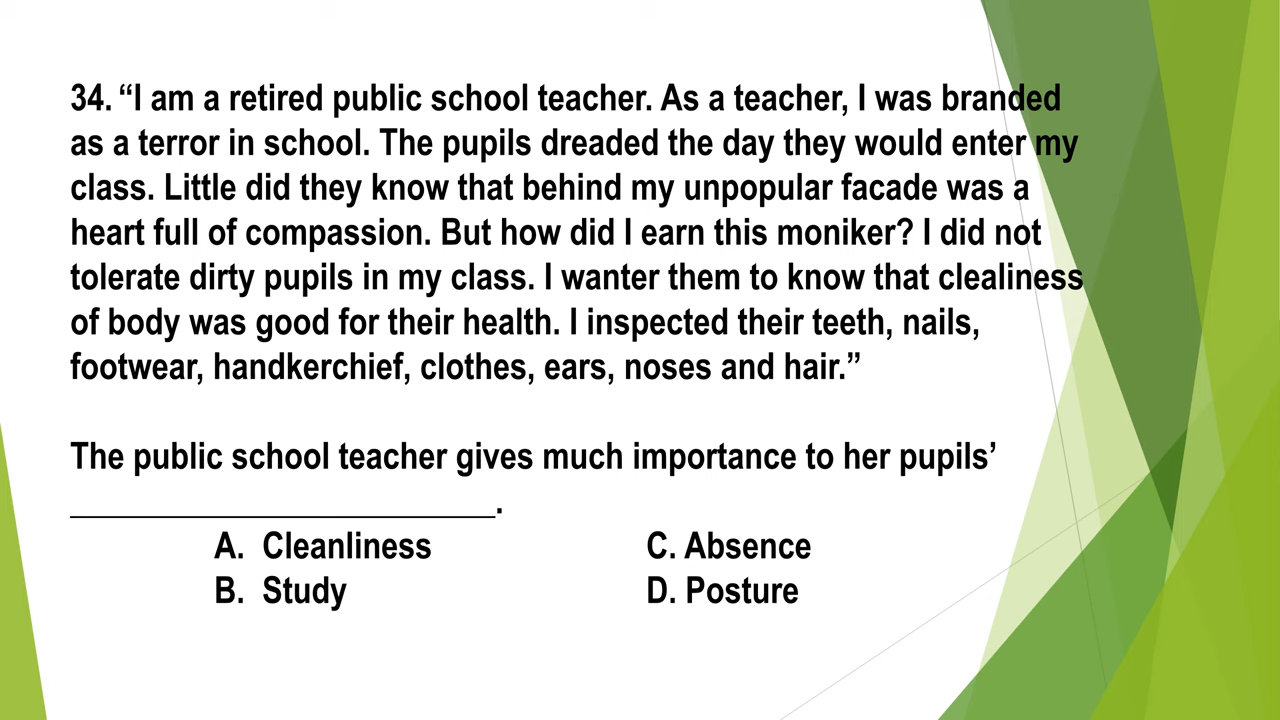 34. “I am a retired public school teacher. As a teacher, I was branded
as a terror in school. The pupils dreaded the day they would enter my
class. Little did they know that behind my unpopular facade was a
heart full of compassion. But how did I earn this moniker? I did not
tolerate dirty pupils in my class. I wanter them to know that clealiness
of body was good for their health. I inspected their teeth, nails,
footwear, handkerchief, clothes, ears, noses and hair.”
The public school teacher gives much importance to her pupils’
_________________________.
A. Cleanliness C. Absence
B. Study D. Posture